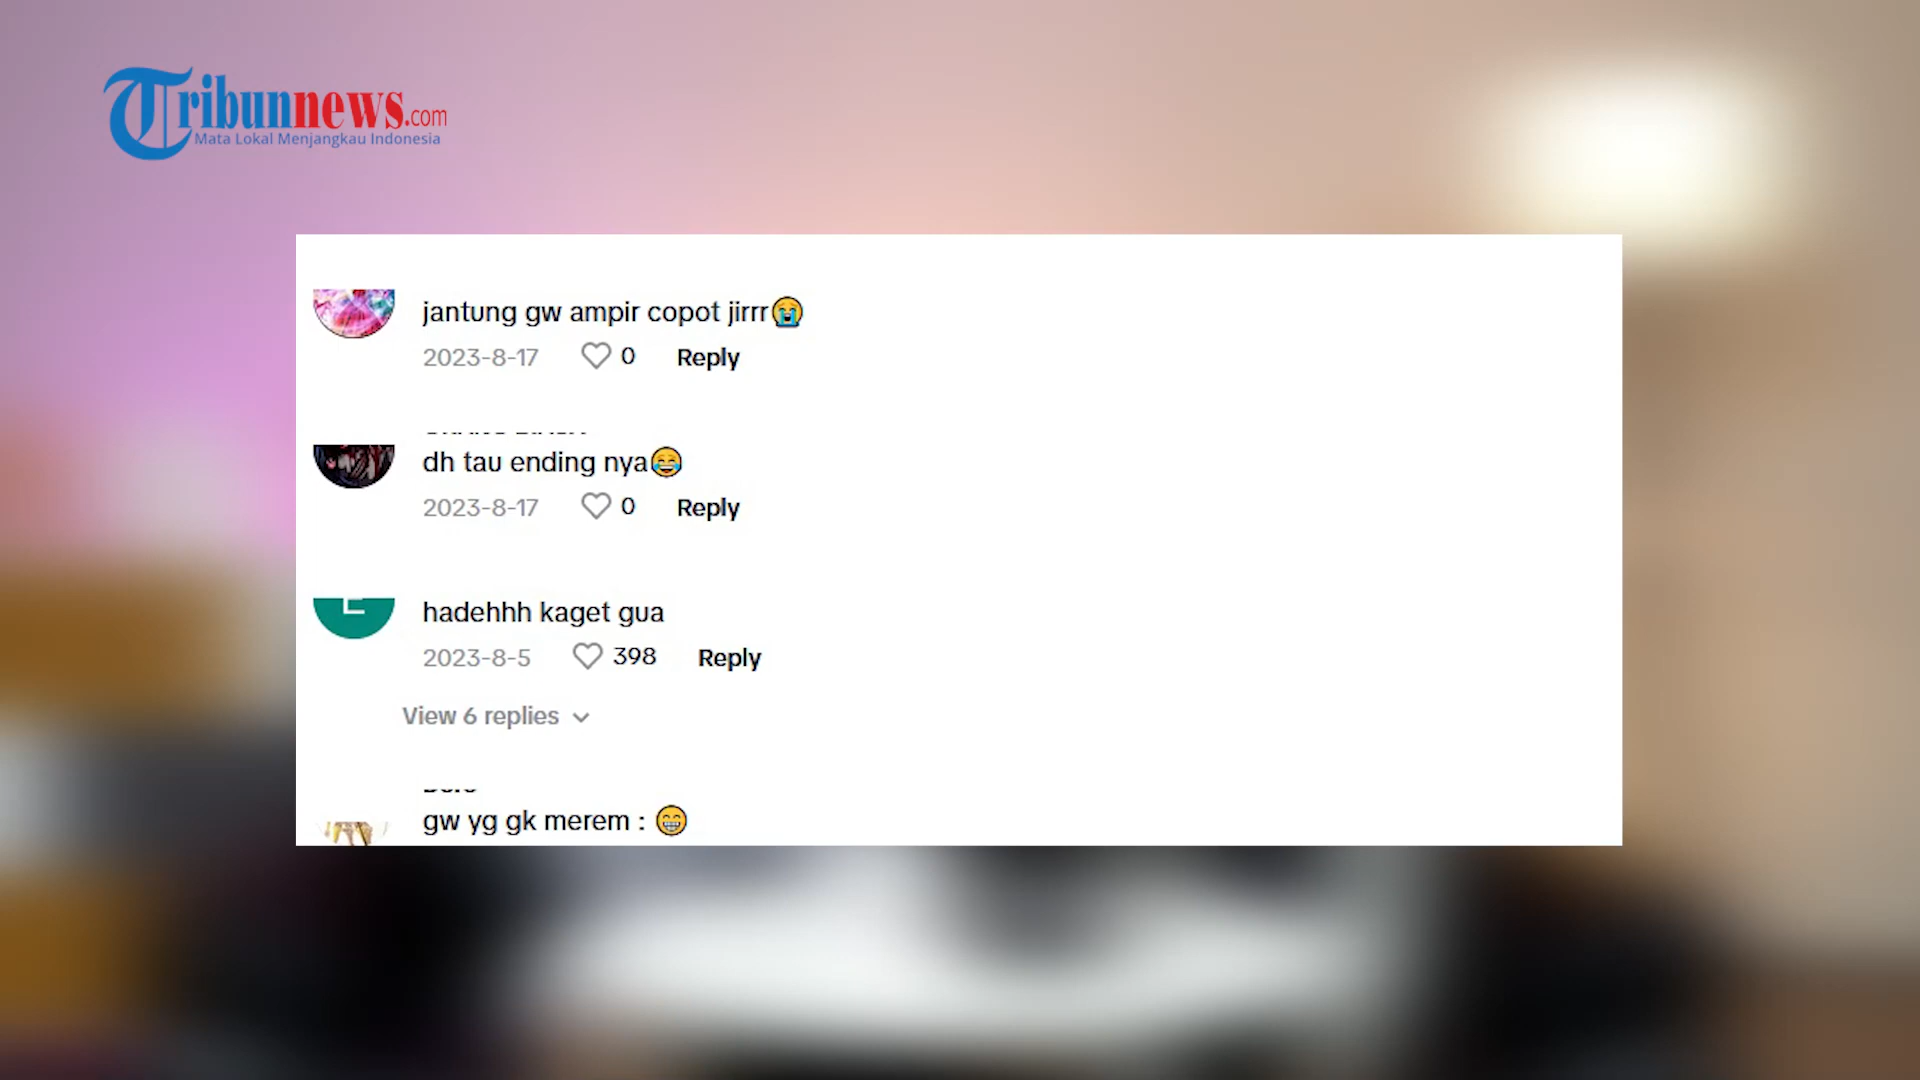 Tribunnews.com
Mata Lokal Menjangkau Indonesia
jantung gw ampir copot jirrr😭
2023-8-17 0 Reply
dh tau ending nya😂
2023-8-17 0 Reply
hadehhh kaget gua
2023-8-5 398 Reply
View 6 replies
gw yg gk merem : 😁